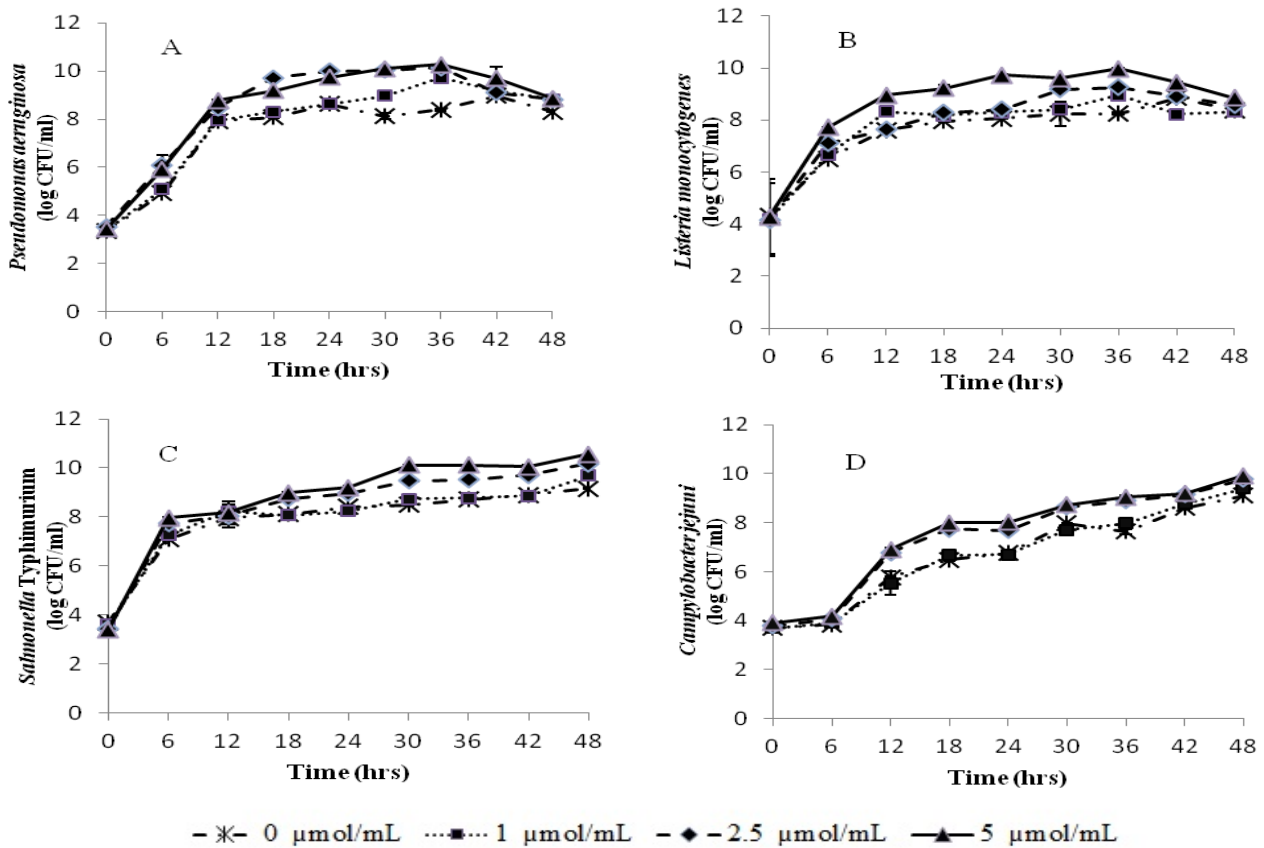 A
Pseudomonas aeruginosa
(log CFU/ml)
12
10
8
6
4
2
0
0 6 12 18 24 30 36 42 48
Time (hrs)
B
Listeria monocytogenes
(log CFU/ml)
12
10
8
6
4
2
0
0 6 12 18 24 30 36 42 48
Time (hrs)
C
Salmonella Typhimurium
(log CFU/ml)
12
10
8
6
4
2
0
0 6 12 18 24 30 36 42 48
Time (hrs)
D
Campylobacter jejuni
(log CFU/ml)
12
10
8
6
4
2
0
0 6 12 18 24 30 36 42 48
Time (hrs)
0 µmol/mL 1 µmol/mL 2.5 µmol/mL 5 µmol/mL